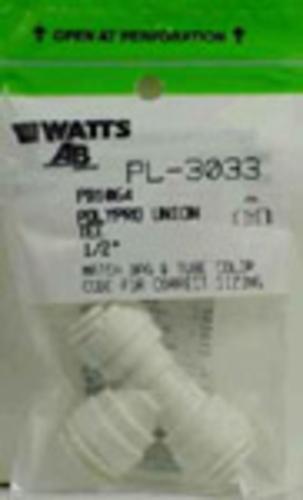 ↑ OPEN AT PERFORATION ↑
WATTS
AB
PL-3033
POLYPRO UNION
TEE
1/2"
MATCH BAG & TUBE COLOR
CODE FOR CORRECT SIZING